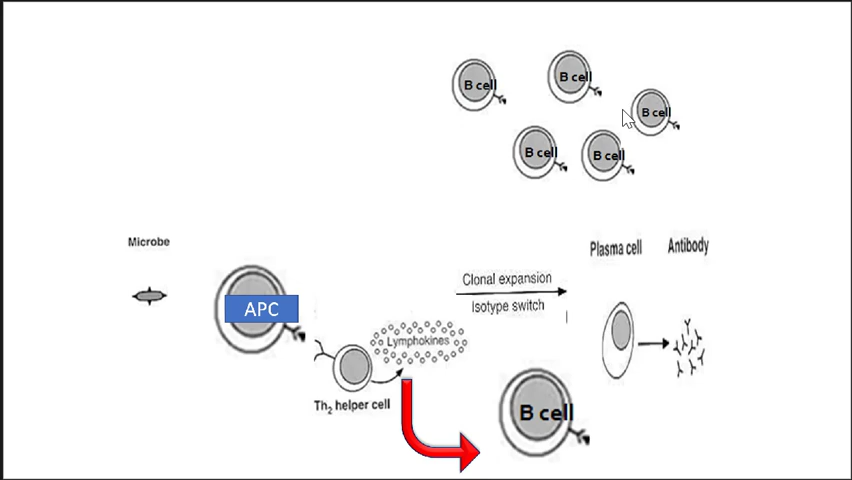 B cell
B cell
B cell
B cell
B cell
Microbe
Plasma cell
Antibody
Clonal expansion
Isotype switch
APC
Lymphokines
Th₂ helper cell
B cell